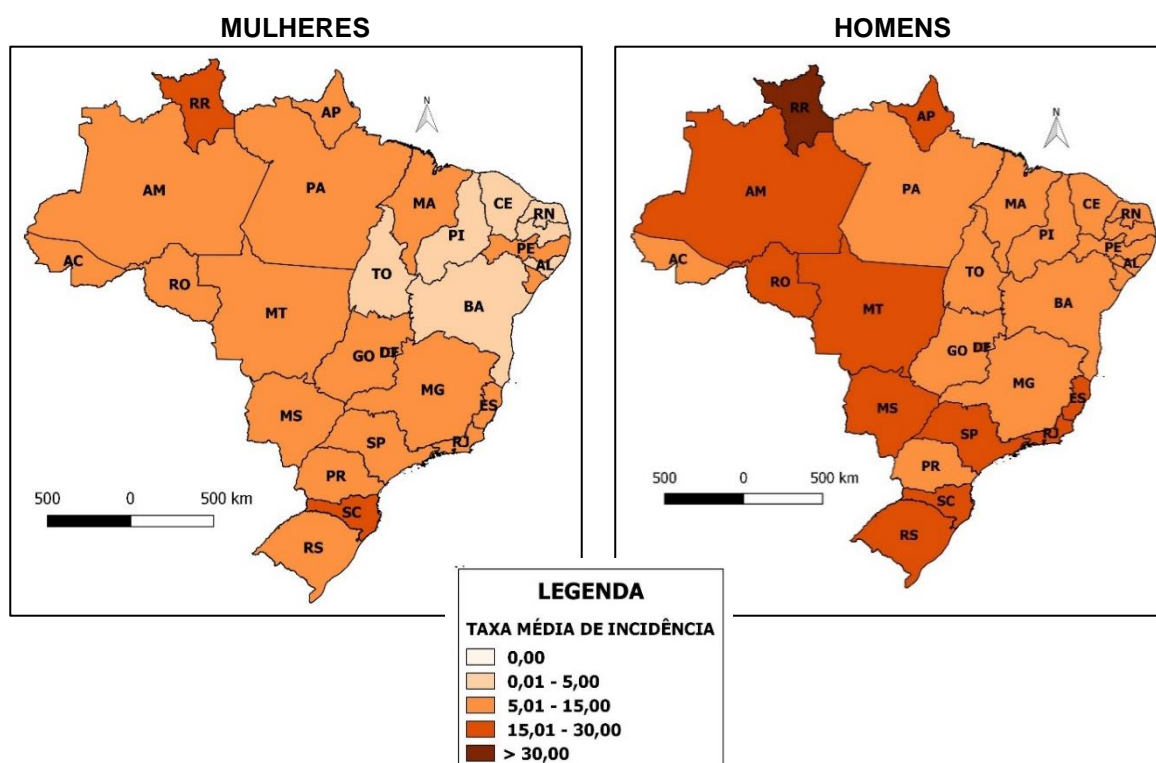 MULHERES
RR
AP
N
AM
PA
MA
CE
RN
PI
PE
AL
AC
TO
RO
BA
MT
GO
DF
MG
ES
MS
SP
RJ
PR
SC
RS
500 0 500 km
HOMENS
RR
AP
N
AM
PA
MA
CE
RN
PI
PE
AL
AC
TO
RO
BA
MT
GO
DF
MG
ES
MS
SP
RJ
PR
SC
RS
500 0 500 km
LEGENDA
TAXA MÉDIA DE INCIDÊNCIA
0,00
0,01 - 5,00
5,01 - 15,00
15,01 - 30,00
> 30,00